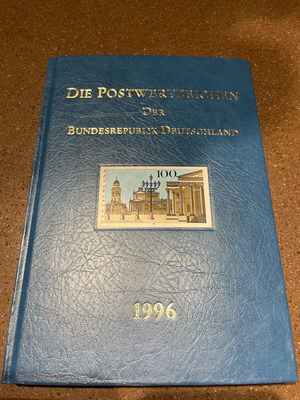 DIE POSTWERTZEICHEN
DER
BUNDESREPUBLIK DEUTSCHLAND
100
1996